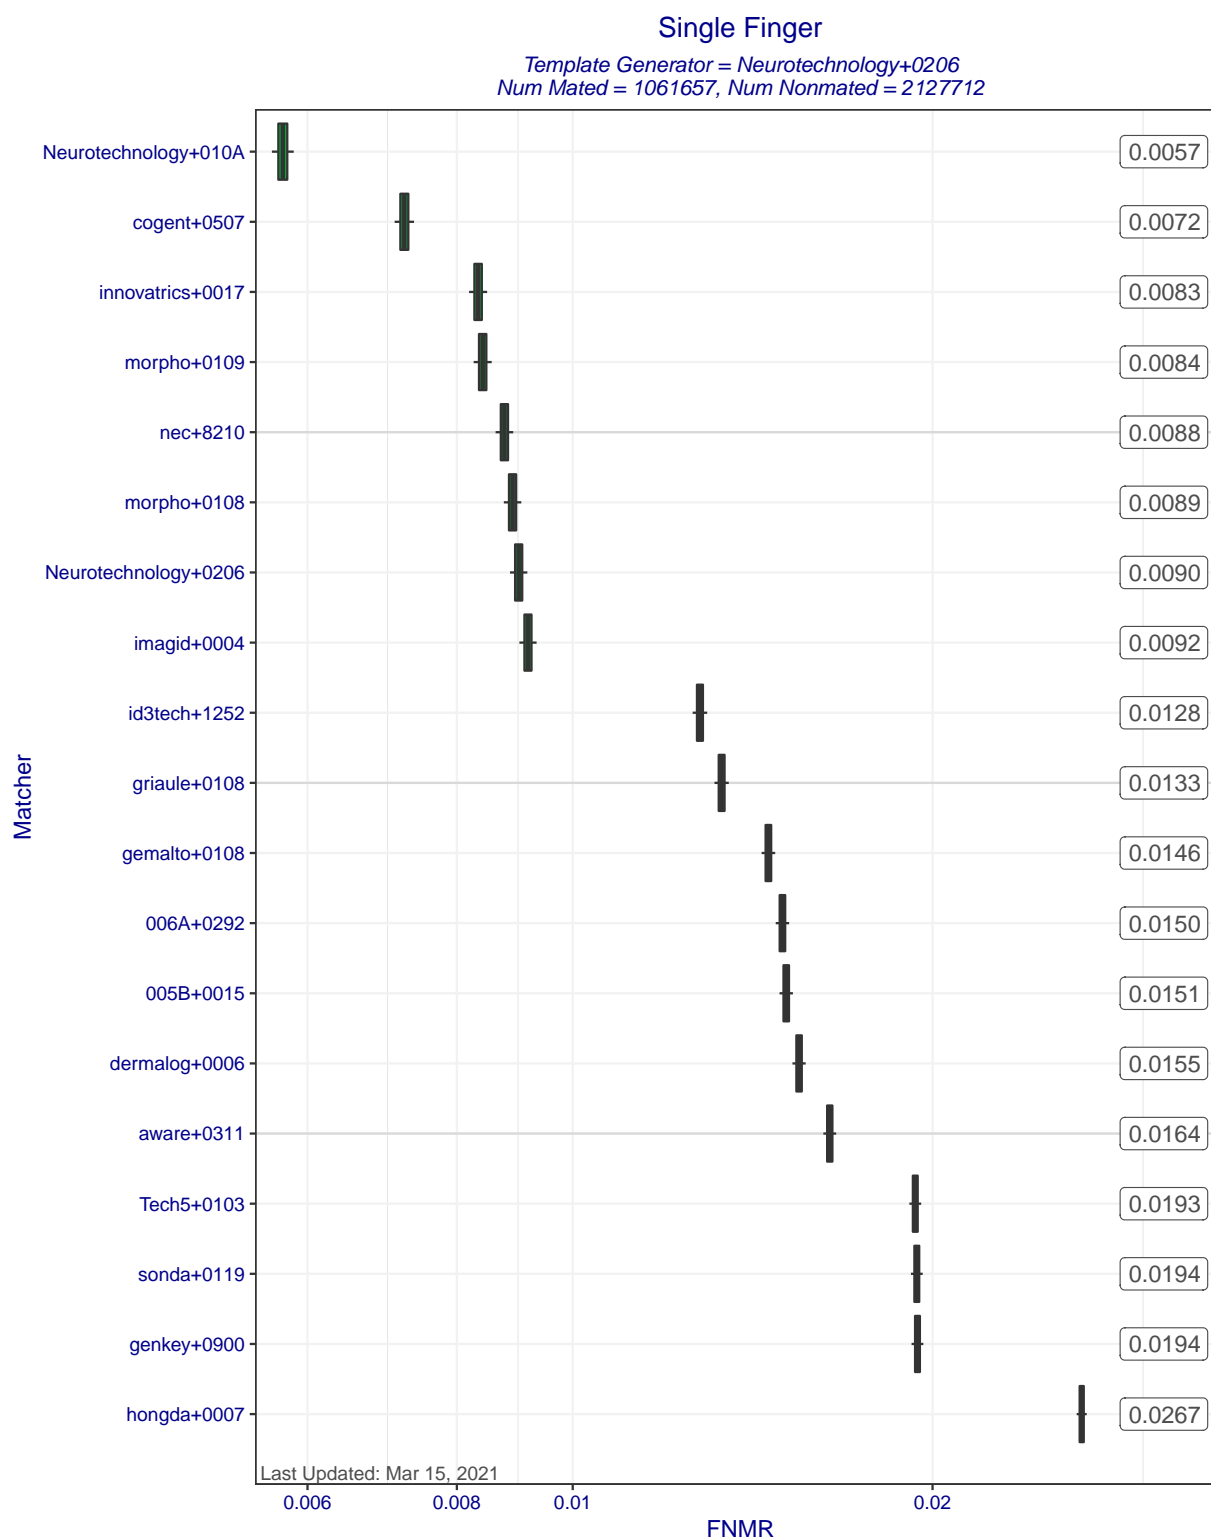 Single Finger
Template Generator = Neurotechnology+0206
Num Mated = 1061657, Num Nonmated = 2127712
Neurotechnology+010A 0.0057
cogent+0507 0.0072
innovatrics+0017 0.0083
morpho+0109 0.0084
nec+8210 0.0088
morpho+0108 0.0089
Neurotechnology+0206 0.0090
imagid+0004 0.0092
id3tech+1252 0.0128
griaule+0108 0.0133
gemalto+0108 0.0146
006A+0292 0.0150
005B+0015 0.0151
dermalog+0006 0.0155
aware+0311 0.0164
Tech5+0103 0.0193
sonda+0119 0.0194
genkey+0900 0.0194
hongda+0007 0.0267
Matcher
Last Updated: Mar 15, 2021
0.006 0.008 0.01 0.02
FNMR